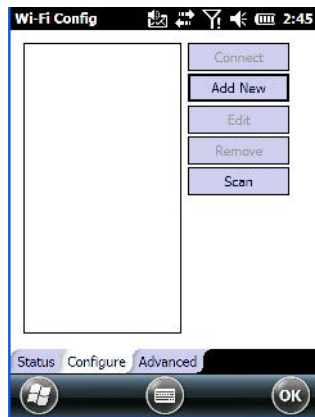 Wi-Fi Config 2:45
Connect
Add New
Edit
Remove
Scan
Status Configure Advanced
OK